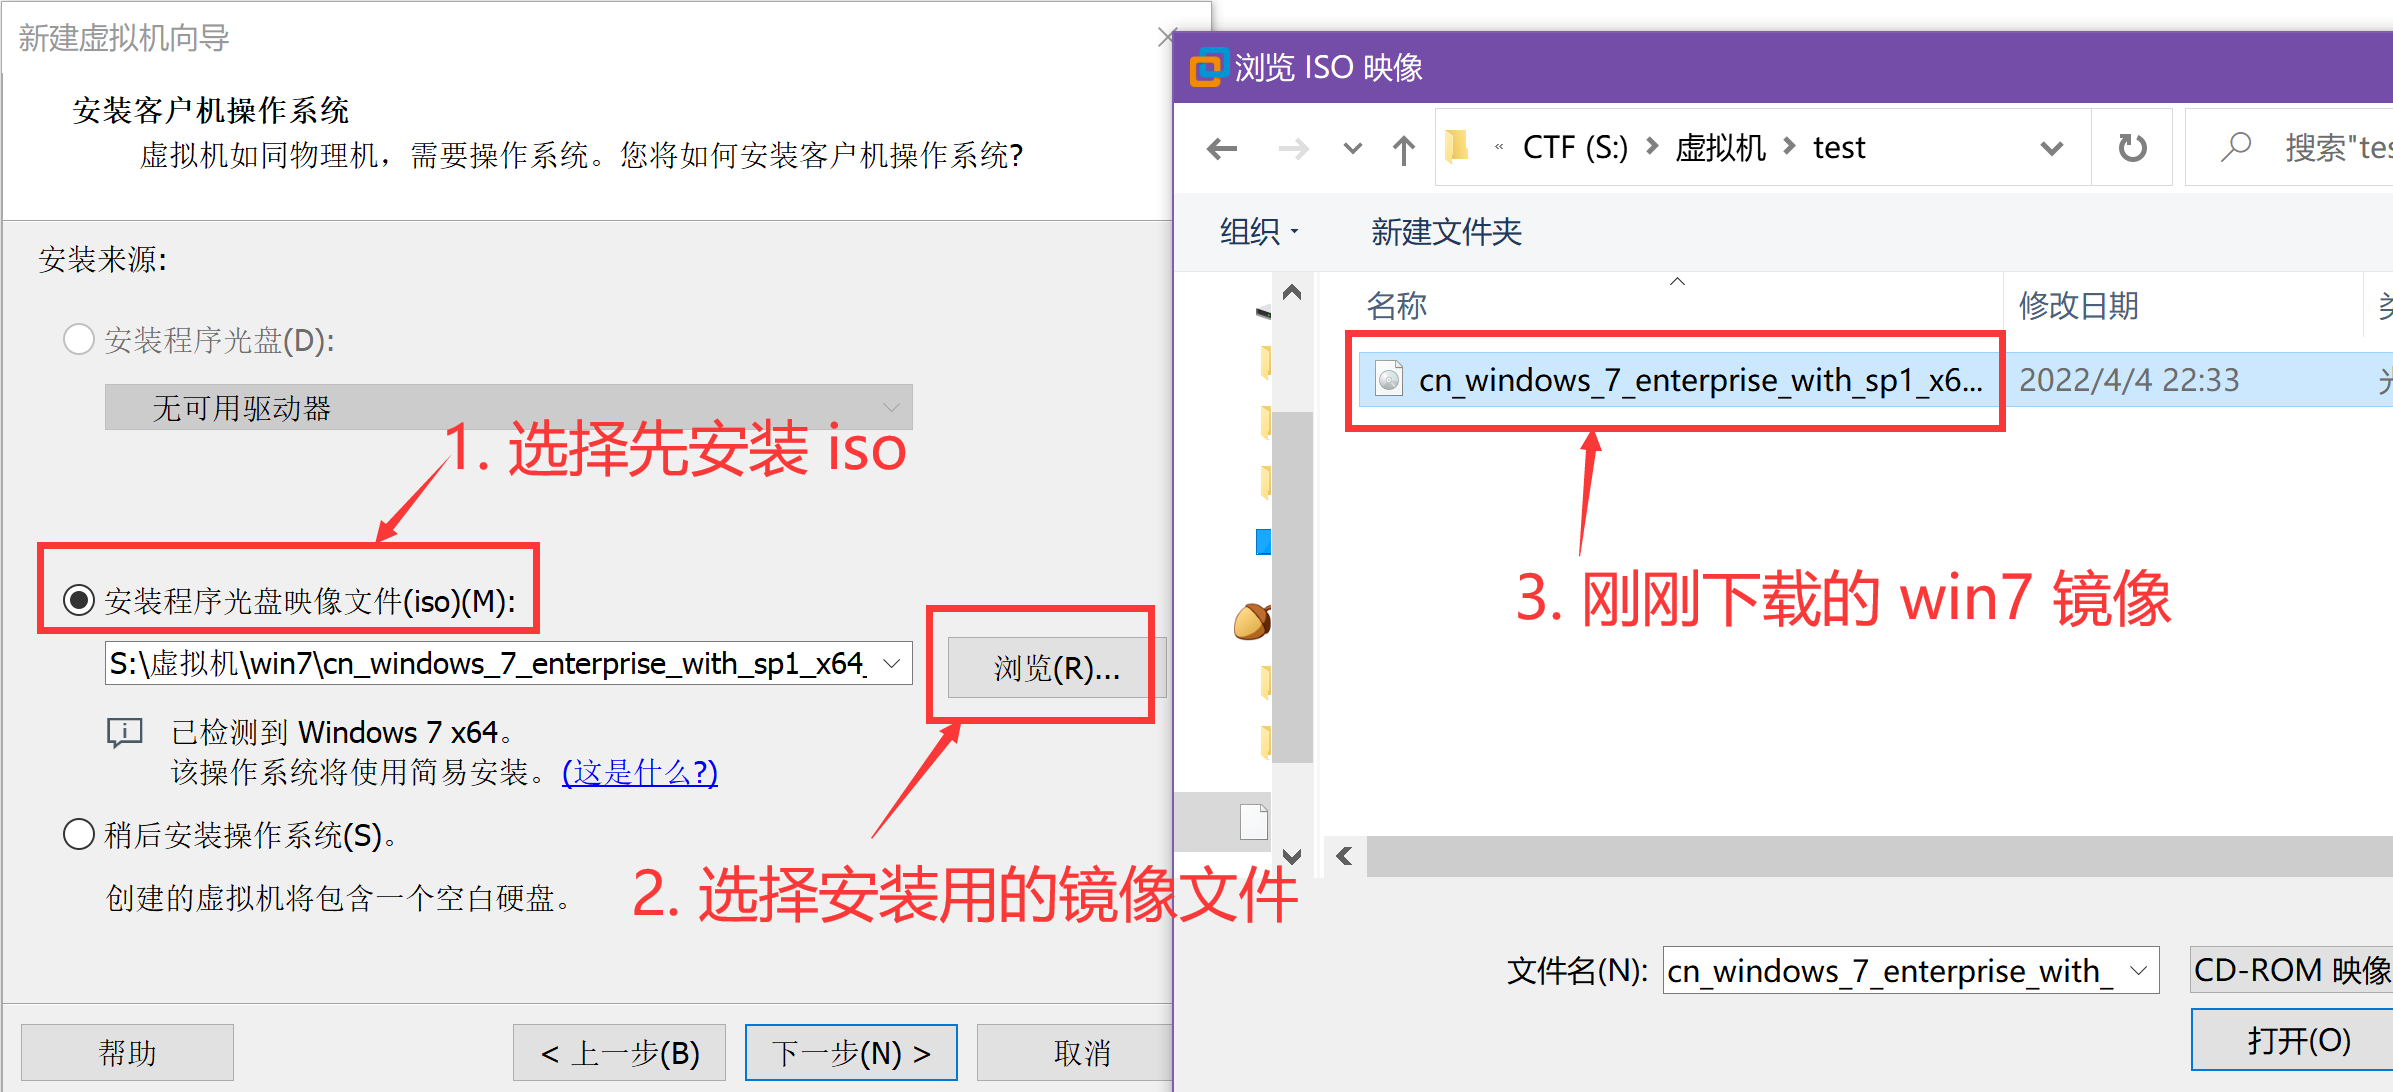 新建虚拟机向导
安装客户机操作系统
虚拟机如同物理机，需要操作系统。您将如何安装客户机操作系统?
安装来源:
安装程序光盘(D):
无可用驱动器
1. 选择先安装 iso
安装程序光盘映像文件(iso)(M):
S:\虚拟机\win7\cn_windows_7_enterprise_with_sp1_x64_
浏览(R)...
已检测到 Windows 7 x64。
该操作系统将使用简易安装。(这是什么?)
稍后安装操作系统(S)。
创建的虚拟机将包含一个空白硬盘。
2. 选择安装用的镜像文件
帮助
< 上一步(B)
下一步(N) >
取消
浏览 ISO 映像
« CTF (S:) > 虚拟机 > test
搜索"tes
组织
新建文件夹
名称
修改日期
cn_windows_7_enterprise_with_sp1_x6...
2022/4/4 22:33
3. 刚刚下载的 win7 镜像
文件名(N):
cn_windows_7_enterprise_with_
CD-ROM 映像
打开(O)